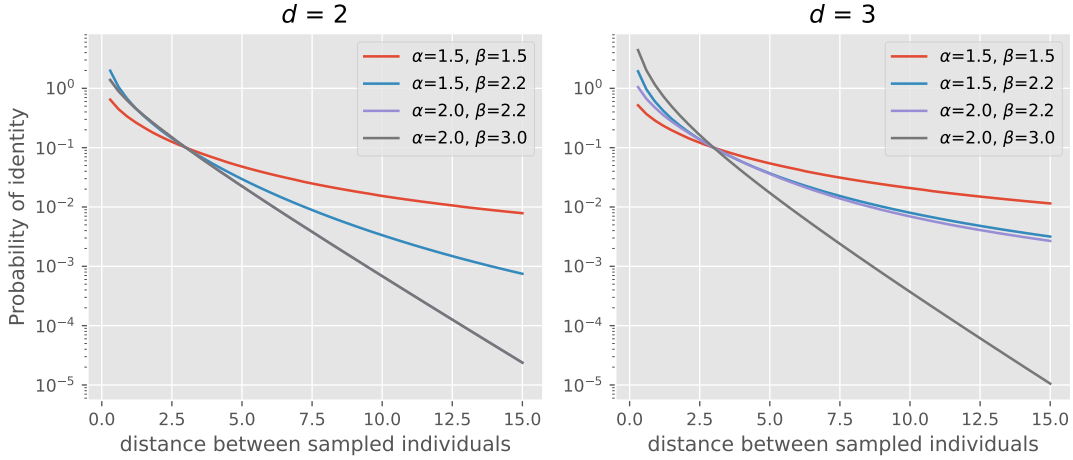 d = 2
d = 3
Probability of identity
10⁰
10⁻¹
10⁻²
10⁻³
10⁻⁴
10⁻⁵
α=1.5, β=1.5
α=1.5, β=2.2
α=2.0, β=2.2
α=2.0, β=3.0
0.0 2.5 5.0 7.5 10.0 12.5 15.0
distance between sampled individuals
10⁰
10⁻¹
10⁻²
10⁻³
10⁻⁴
10⁻⁵
α=1.5, β=1.5
α=1.5, β=2.2
α=2.0, β=2.2
α=2.0, β=3.0
0.0 2.5 5.0 7.5 10.0 12.5 15.0
distance between sampled individuals